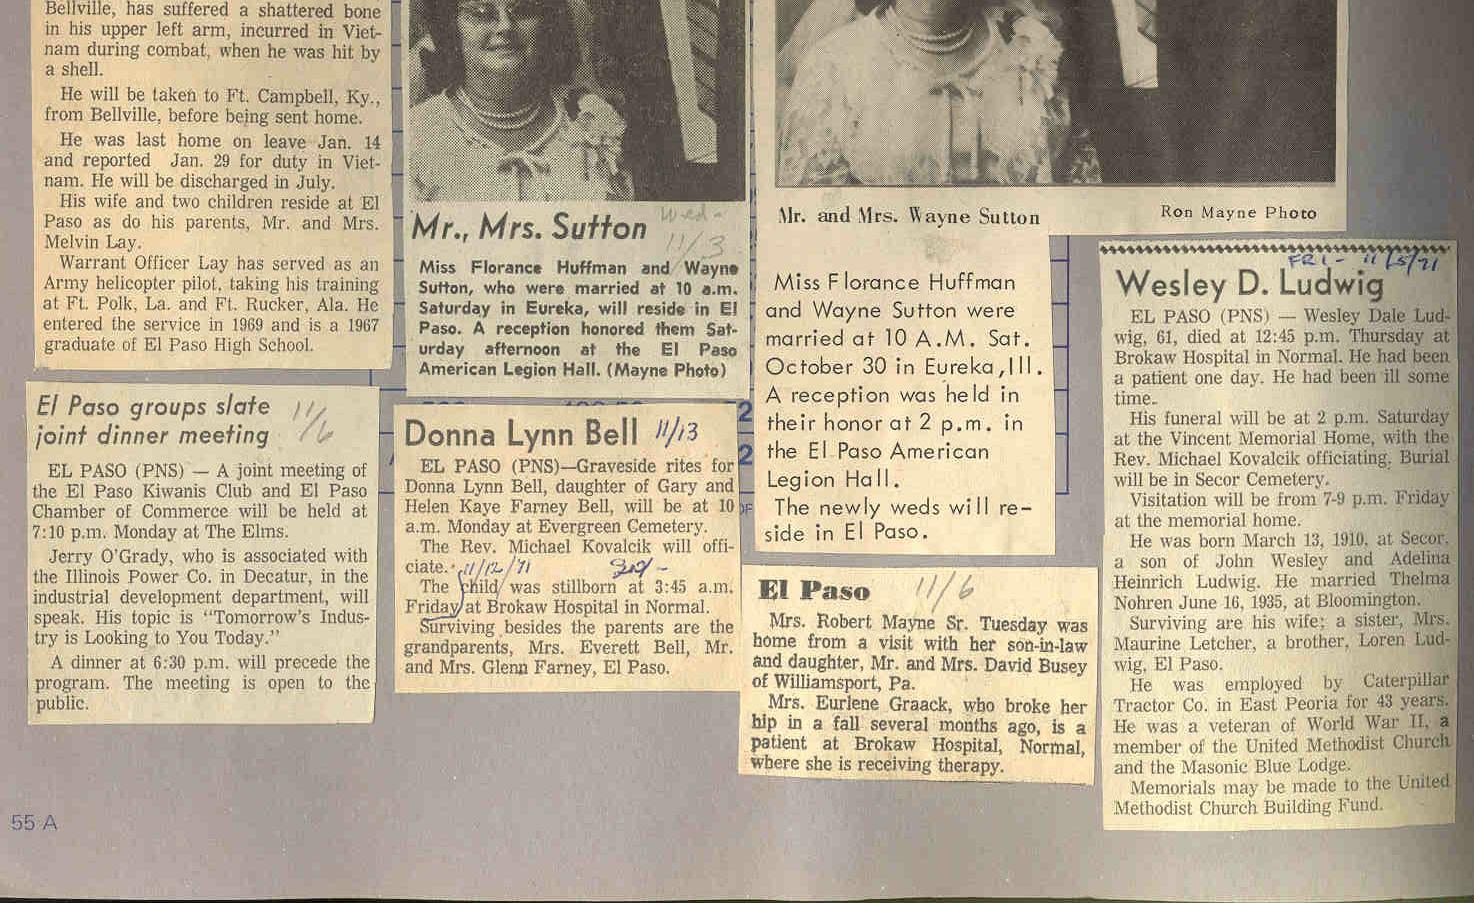 Bellville, has suffered a shattered bone
in his upper left arm, incurred in Viet-
nam during combat, when he was hit by
a shell.
He will be taken to Ft. Campbell, Ky.,
from Bellville, before being sent home.
He was last home on leave Jan. 14
and reported Jan. 29 for duty in Viet-
nam. He will be discharged in July.
His wife and two children reside at El
Paso as do his parents, Mr. and Mrs.
Melvin Lay.
Warrant Officer Lay has served as an
Army helicopter pilot, taking his training
at Ft. Polk, La. and Ft. Rucker, Ala. He
entered the service in 1969 and is a 1967
graduate of El Paso High School.
El Paso groups slate 11/6
joint dinner meeting
EL PASO (PNS) — A joint meeting of
the El Paso Kiwanis Club and El Paso
Chamber of Commerce will be held at
7:10 p.m. Monday at The Elms.
Jerry O'Grady, who is associated with
the Illinois Power Co. in Decatur, in the
industrial development department, will
speak. His topic is "Tomorrow's Indus-
try is Looking to You Today."
A dinner at 6:30 p.m. will precede the
program. The meeting is open to the
public.
55 A
Wed-
11/3
Mr., Mrs. Sutton
Miss Florance Huffman and Wayne
Sutton, who were married at 10 a.m.
Saturday in Eureka, will reside in El
Paso. A reception honored them Sat-
urday afternoon at the El Paso
American Legion Hall. (Mayne Photo)
Donna Lynn Bell 11/13
EL PASO (PNS)—Graveside rites for
Donna Lynn Bell, daughter of Gary and
Helen Kaye Farney Bell, will be at 10
a.m. Monday at Evergreen Cemetery.
The Rev. Michael Kovalcik will offi-
ciate. 11/12/71
The child was stillborn at 3:45 a.m.
Friday at Brokaw Hospital in Normal.
Surviving besides the parents are the
grandparents, Mrs. Everett Bell, Mr.
and Mrs. Glenn Farney, El Paso.
Mr. and Mrs. Wayne Sutton
Ron Mayne Photo
Miss Florance Huffman
and Wayne Sutton were
married at 10 A.M. Sat.
October 30 in Eureka, Ill.
A reception was held in
their honor at 2 p.m. in
the El Paso American
Legion Hall.
The newly weds will re-
side in El Paso.
El Paso 11/6
Mrs. Robert Mayne Sr. Tuesday was
home from a visit with her son-in-law
and daughter, Mr. and Mrs. David Busey
of Williamsport, Pa.
Mrs. Eurlene Graack, who broke her
hip in a fall several months ago, is a
patient at Brokaw Hospital, Normal,
where she is receiving therapy.
FRI - 11/5/71
Wesley D. Ludwig
EL PASO (PNS) — Wesley Dale Lud-
wig, 61, died at 12:45 p.m. Thursday at
Brokaw Hospital in Normal. He had been
a patient one day. He had been ill some
time.
His funeral will be at 2 p.m. Saturday
at the Vincent Memorial Home, with the
Rev. Michael Kovalcik officiating. Burial
will be in Secor Cemetery.
Visitation will be from 7-9 p.m. Friday
at the memorial home.
He was born March 13, 1910, at Secor,
a son of John Wesley and Adelina
Heinrich Ludwig. He married Thelma
Nohren June 16, 1935, at Bloomington.
Surviving are his wife; a sister, Mrs.
Maurine Letcher, a brother, Loren Lud-
wig, El Paso.
He was employed by Caterpillar
Tractor Co. in East Peoria for 43 years.
He was a veteran of World War II, a
member of the United Methodist Church
and the Masonic Blue Lodge.
Memorials may be made to the United
Methodist Church Building Fund.